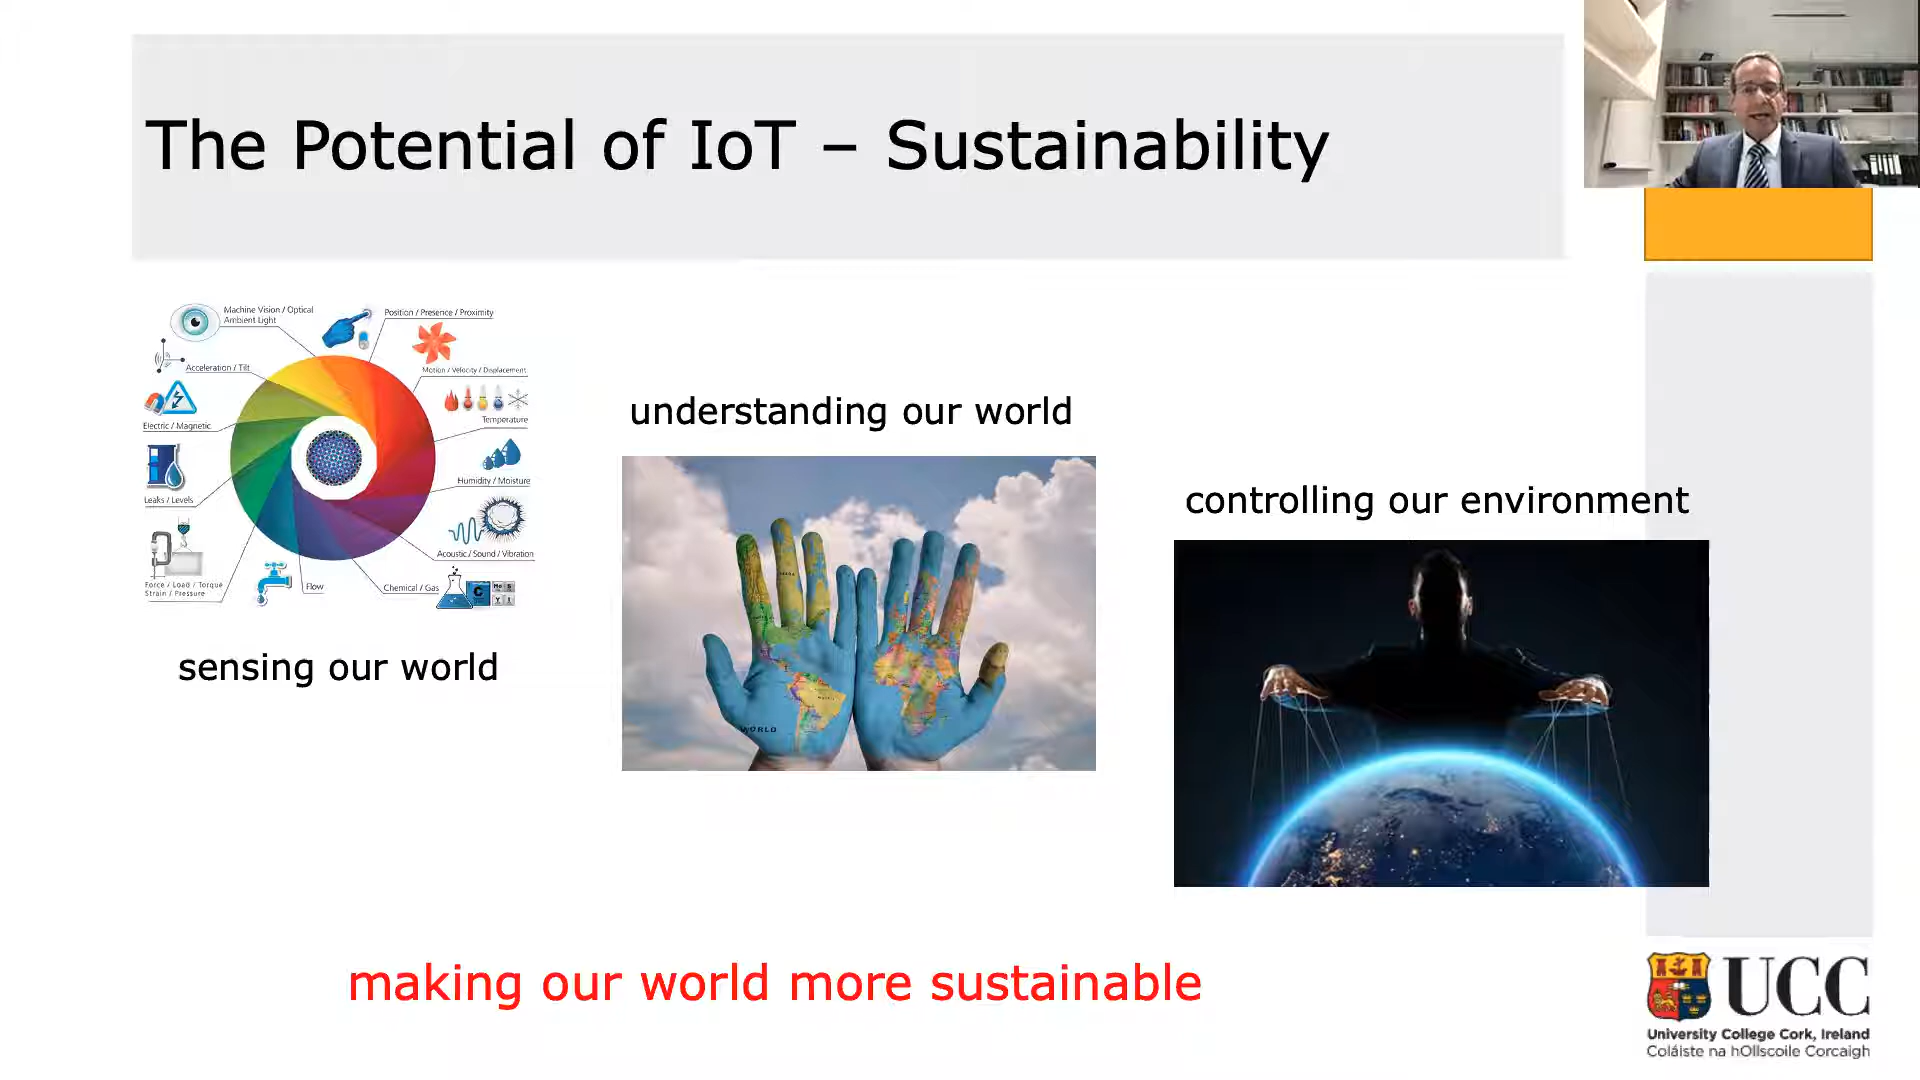 The Potential of IoT – Sustainability
Machine Vision / Optical
Ambient Light
Position / Presence / Proximity
Acceleration / Tilt
Motion / Velocity / Displacement
Electric / Magnetic
Temperature
Leaks / Levels
Humidity / Moisture
Acoustic / Sound / Vibration
Force / Load / Torque
Strain / Pressure
Flow
Chemical / Gas
sensing our world
understanding our world
WORLD
controlling our environment
making our world more sustainable
UCC
University College Cork, Ireland
Coláiste na hOllscoile Corcaigh